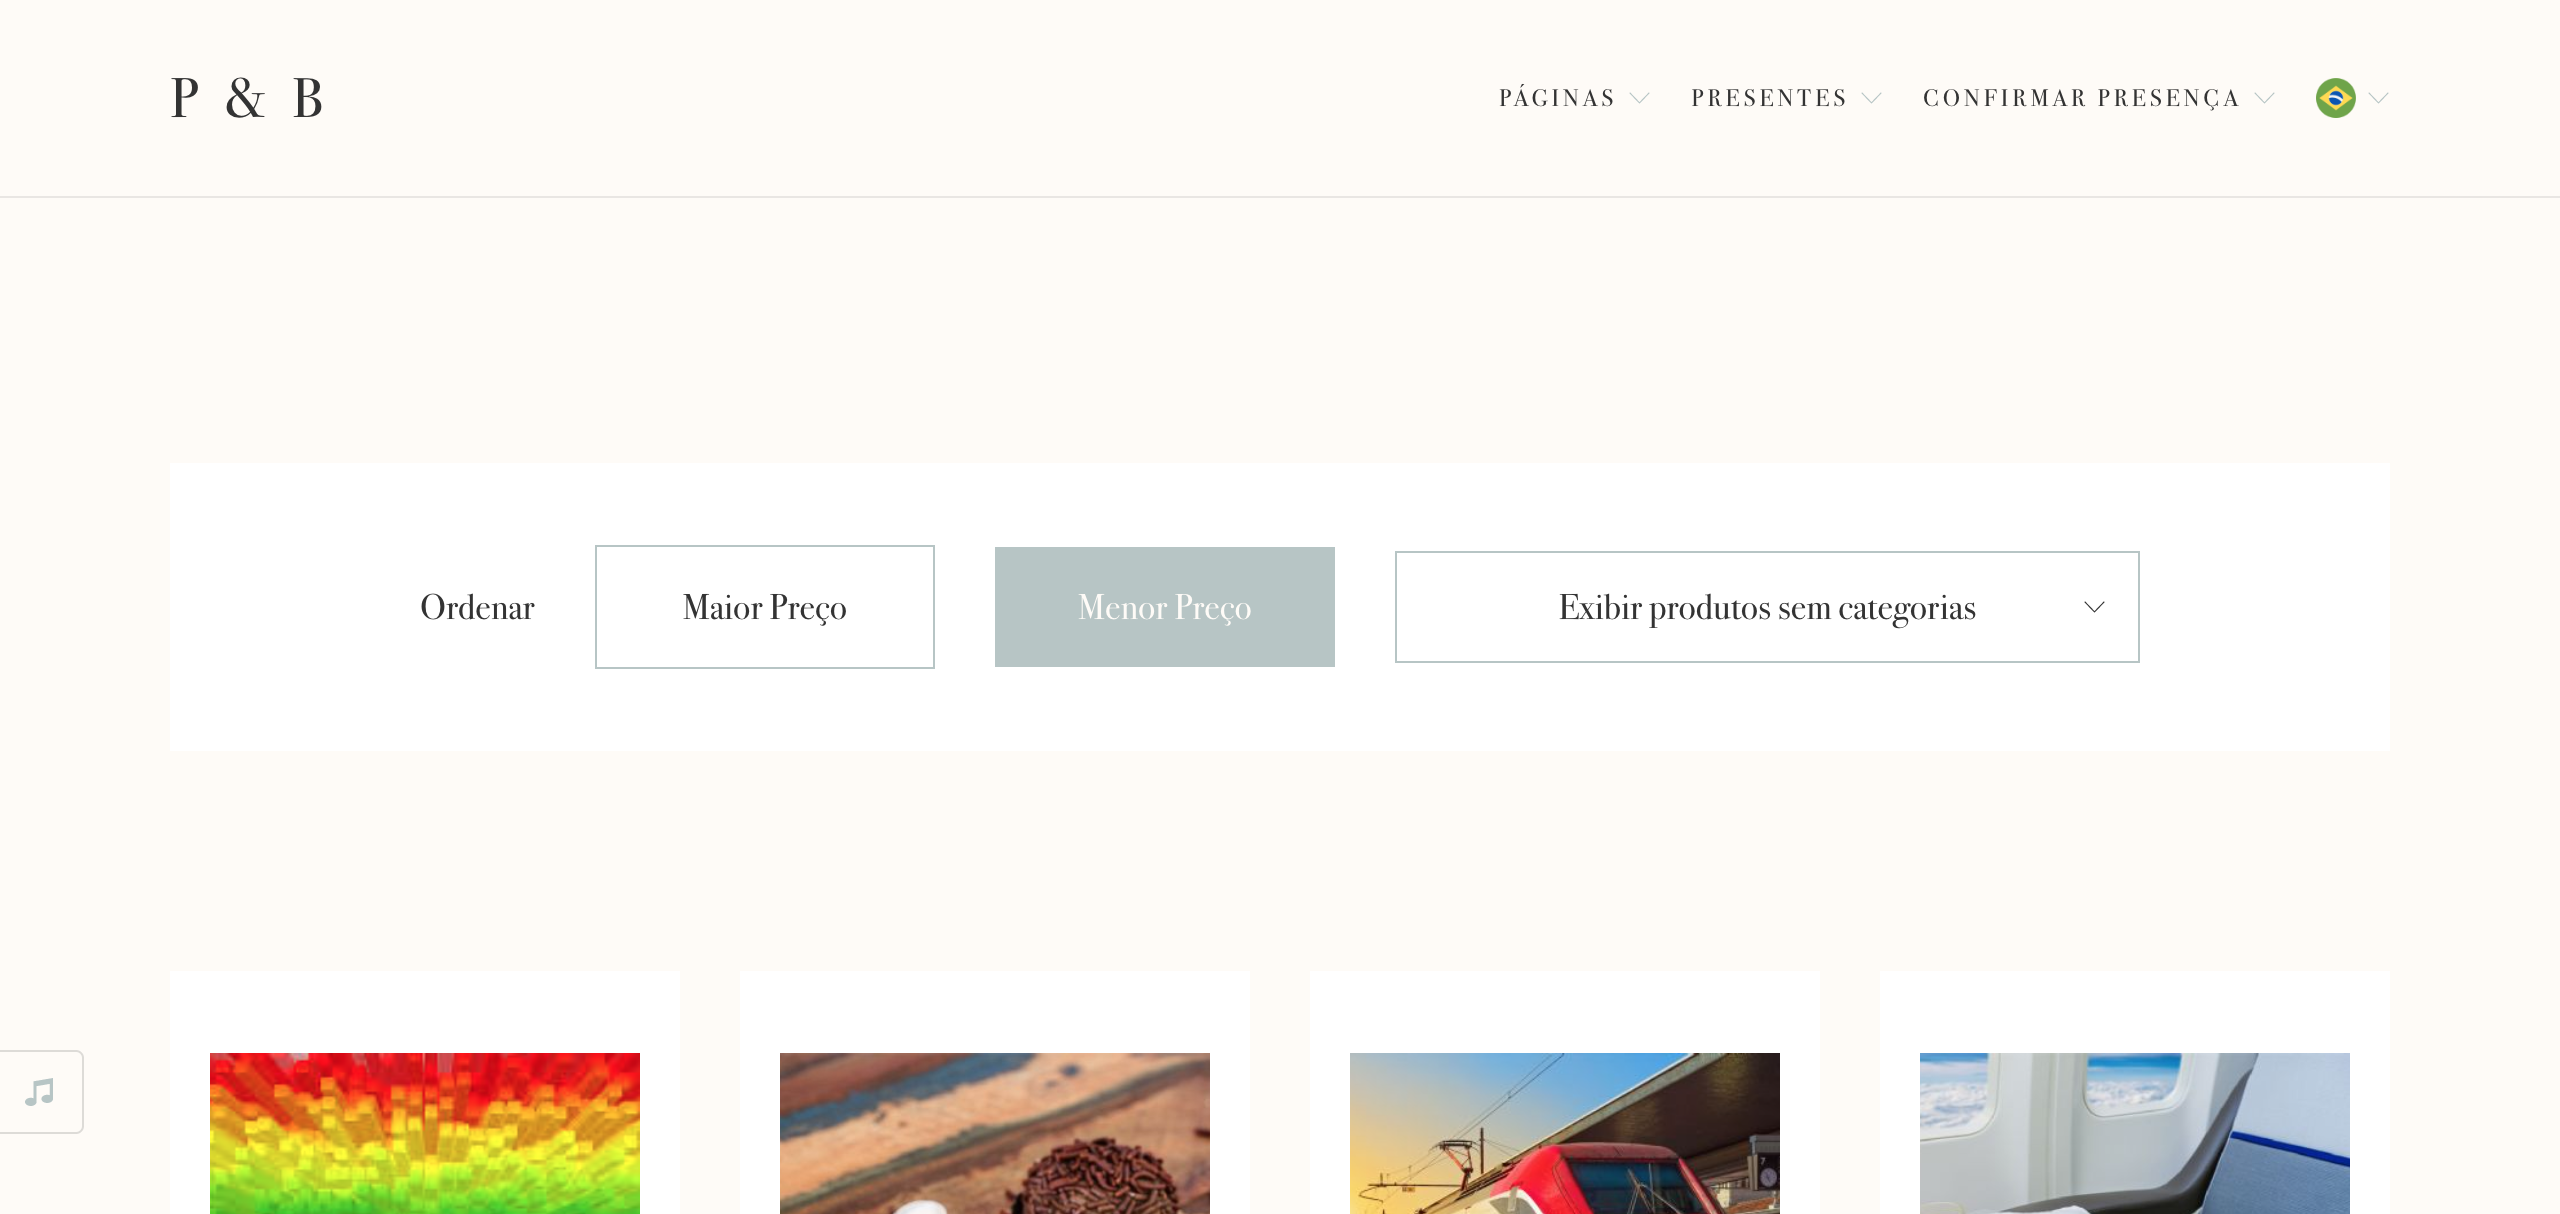 P & B
PÁGINAS
PRESENTES
CONFIRMAR PRESENÇA
Ordenar
Maior Preço
Menor Preço
Exibir produtos sem categorias